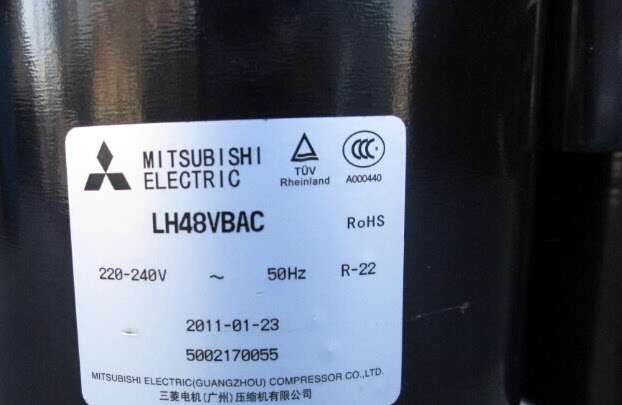 MITSUBISHI
ELECTRIC
TÜV
Rheinland
CCC
A000440
LH48VBAC
RoHS
220-240V ~ 50Hz R-22
2011-01-23
5002170055
MITSUBISHI ELECTRIC(GUANGZHOU) COMPRESSOR CO.,LTD.
三菱电机(广州)压缩机有限公司